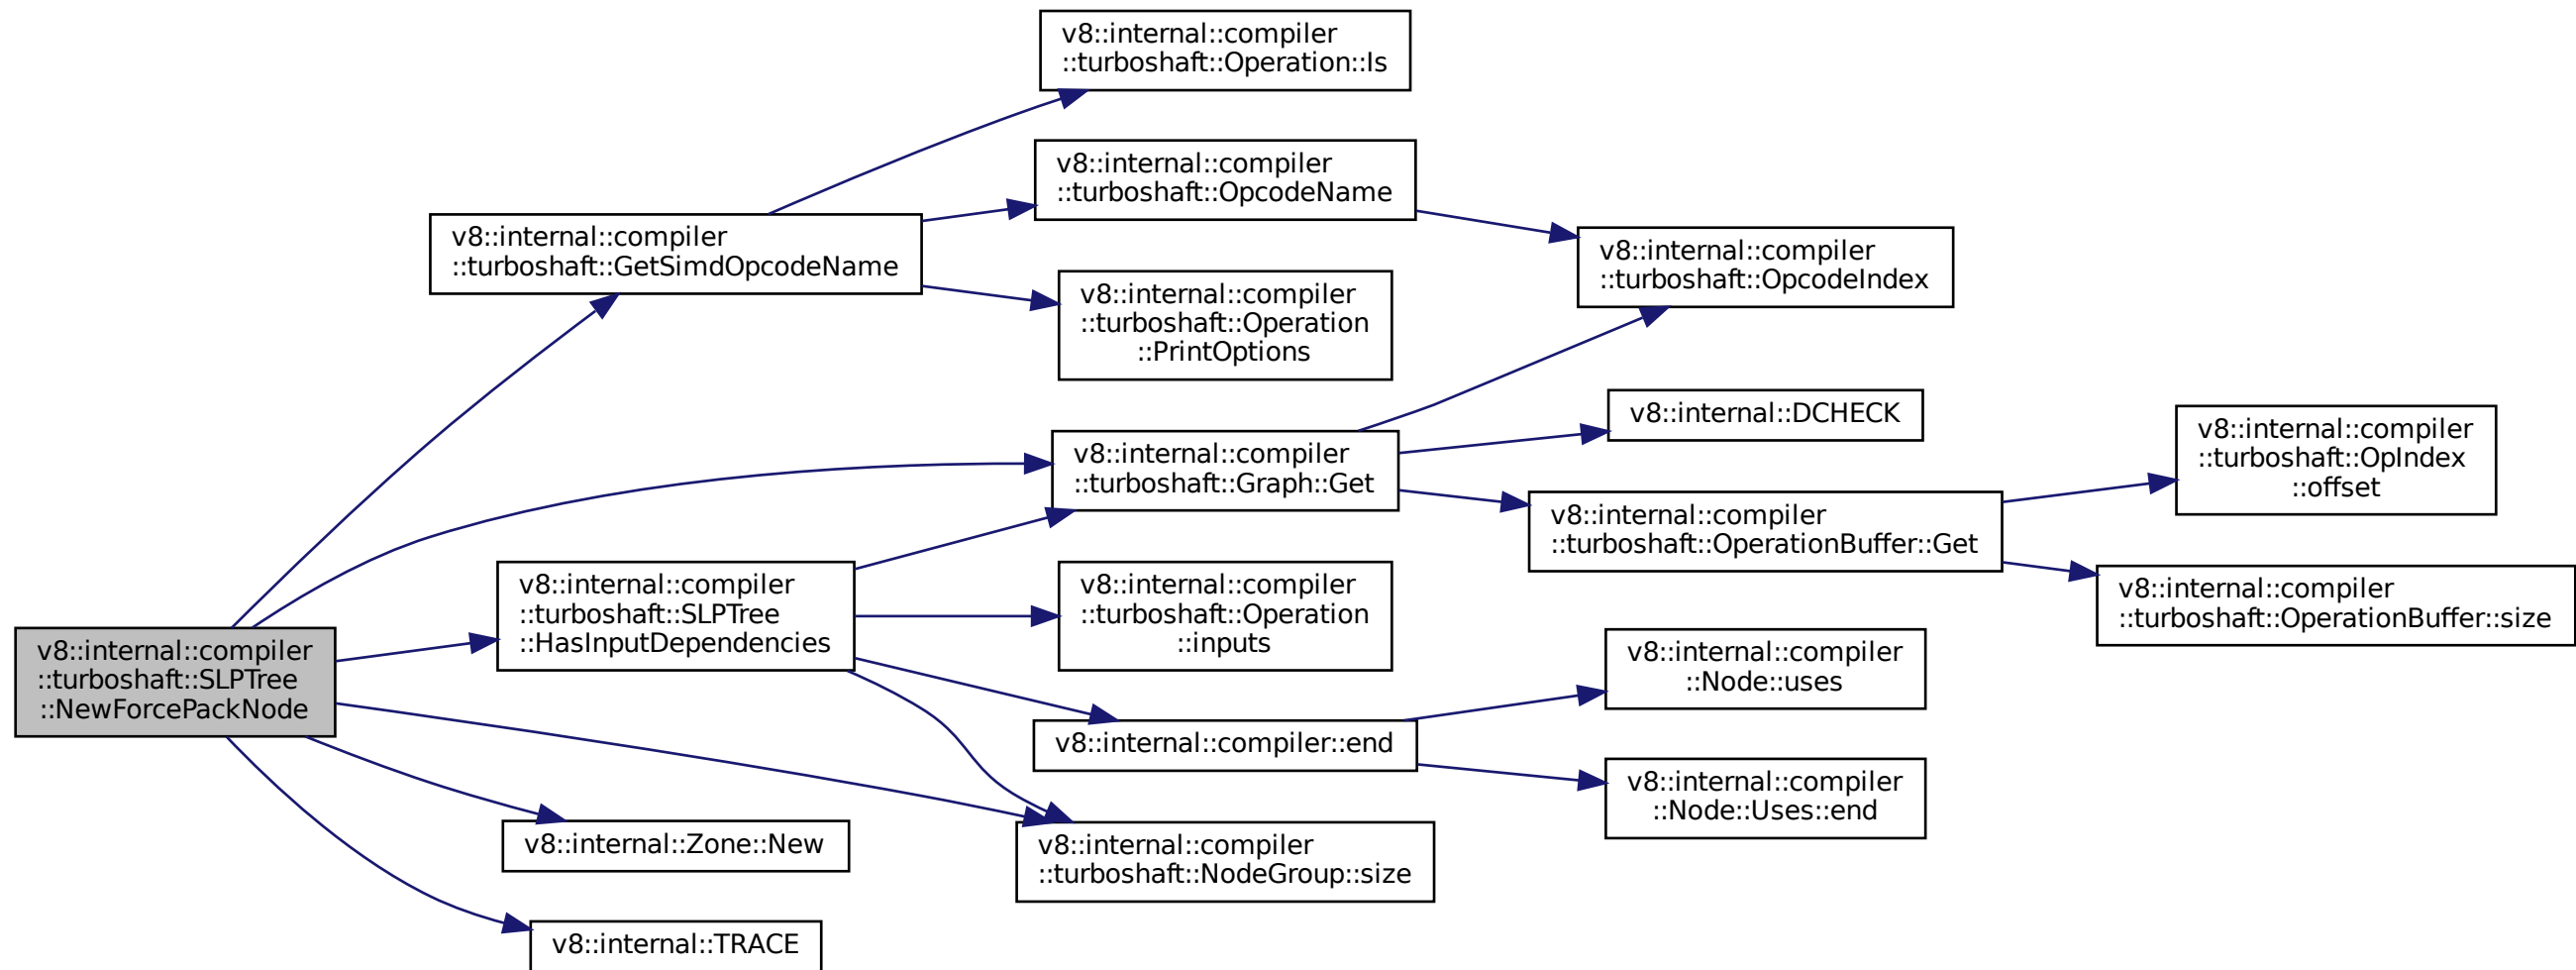 v8::internal::compiler
::turboshaft::Operation::Is
v8::internal::compiler
::turboshaft::OpcodeName
v8::internal::compiler
::turboshaft::GetSimdOpcodeName
v8::internal::compiler
::turboshaft::OpcodeIndex
v8::internal::compiler
::turboshaft::Operation
::PrintOptions
v8::internal::DCHECK
v8::internal::compiler
::turboshaft::Graph::Get
v8::internal::compiler
::turboshaft::OpIndex
::offset
v8::internal::compiler
::turboshaft::OperationBuffer::Get
v8::internal::compiler
::turboshaft::SLPTree
::HasInputDependencies
v8::internal::compiler
::turboshaft::Operation
::inputs
v8::internal::compiler
::turboshaft::OperationBuffer::size
v8::internal::compiler
::turboshaft::SLPTree
::NewForcePackNode
v8::internal::compiler
::Node::uses
v8::internal::compiler::end
v8::internal::compiler
::Node::Uses::end
v8::internal::Zone::New
v8::internal::compiler
::turboshaft::NodeGroup::size
v8::internal::TRACE